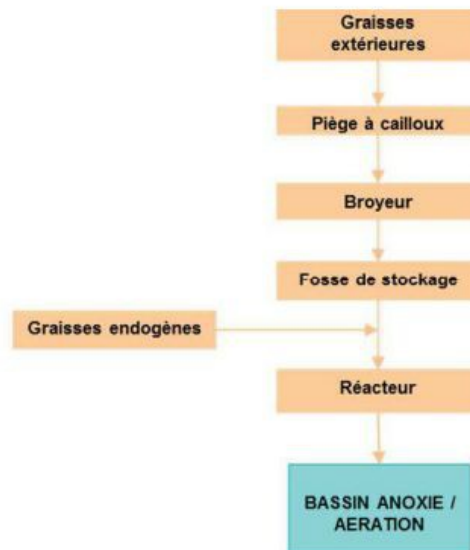 Graisses
extérieures
Piège à cailloux
Broyeur
Fosse de stockage
Graisses endogènes
Réacteur
BASSIN ANOXIE /
AERATION